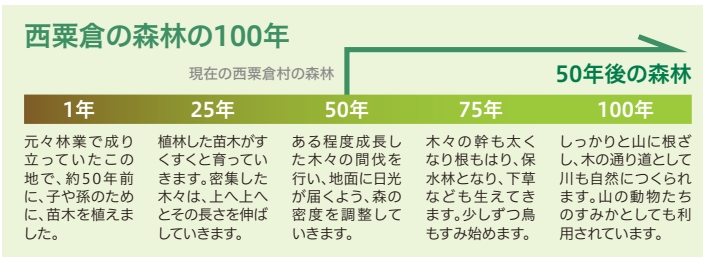 西粟倉の森林の100年
現在の西粟倉村の森林
50年後の森林
1年
25年
50年
75年
100年
元々林業で成り
立っていたこの
地で、約50年前
に、子や孫のため
に、苗木を植えま
した。
植林した苗木がす
くすくと育ってい
きます。密集した
木々は、上へ上へ
とその長さを伸ば
していきます。
ある程度成長し
た木々の間伐を
行い、地面に日光
が届くよう、森の
密度を調整して
いきます。
木々の幹も太く
なり根もはり、保
水林となり、下草
なども生えてき
ます。少しずつ鳥
もすみ始めます。
しっかりと山に根ざ
し、木の通り道として
川も自然につくられ
ます。山の動物たち
のすみかとしても利
用されています。